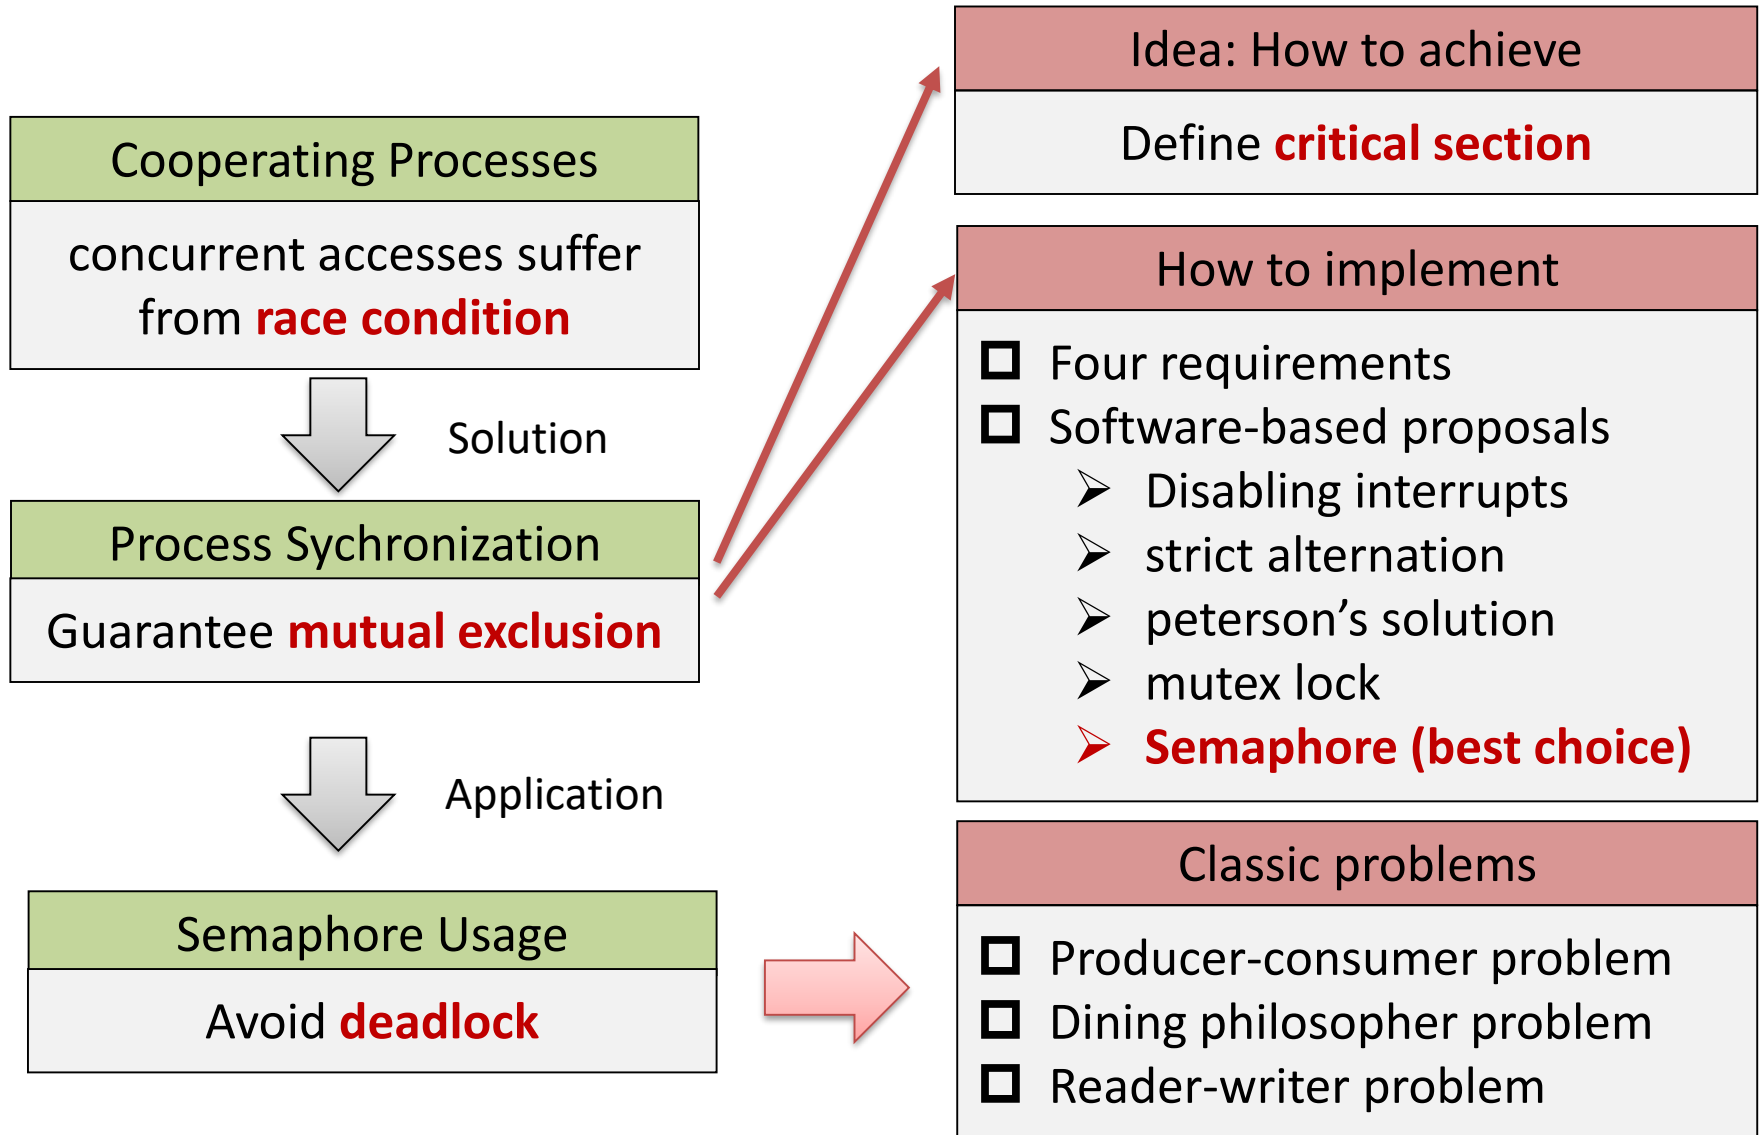 Cooperating Processes
concurrent accesses suffer
from race condition
Solution
Process Sychronization
Guarantee mutual exclusion
Application
Semaphore Usage
Avoid deadlock
Idea: How to achieve
Define critical section
How to implement
Four requirements
Software-based proposals
Disabling interrupts
strict alternation
peterson’s solution
mutex lock
Semaphore (best choice)
Classic problems
Producer-consumer problem
Dining philosopher problem
Reader-writer problem